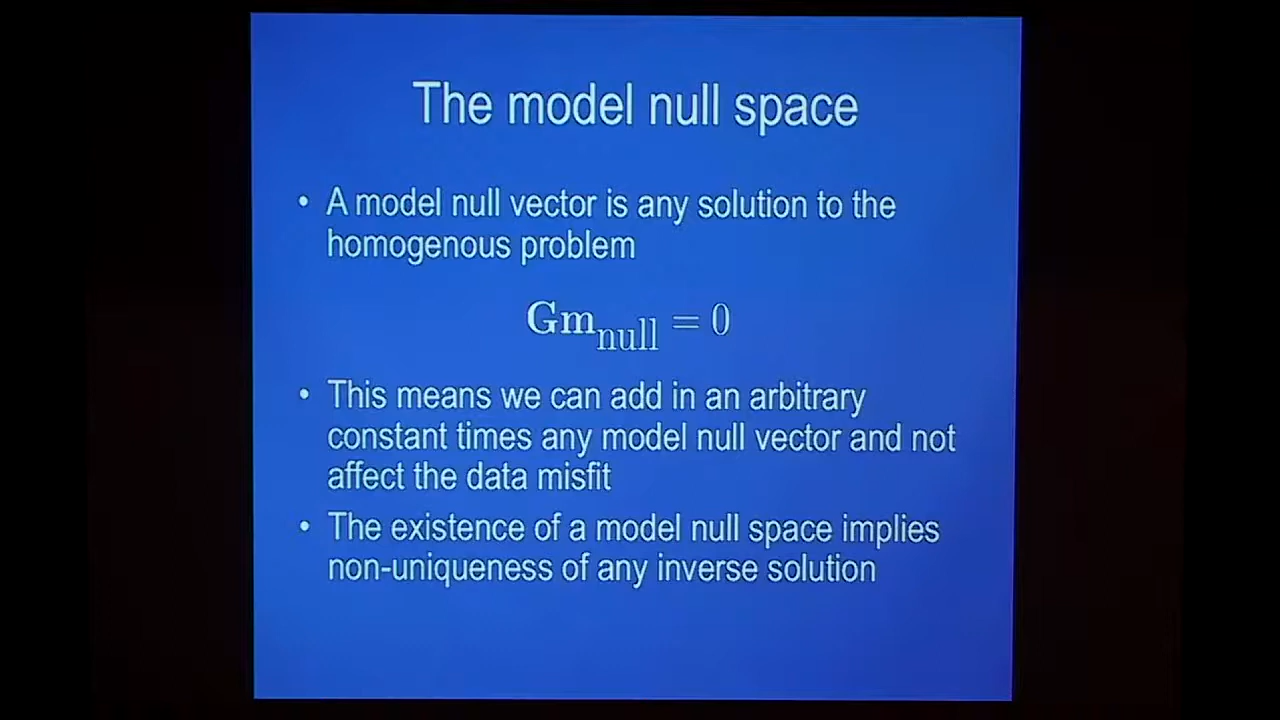 The model null space
• A model null vector is any solution to the
homogenous problem
Gm_null = 0
• This means we can add in an arbitrary
constant times any model null vector and not
affect the data misfit
• The existence of a model null space implies
non-uniqueness of any inverse solution